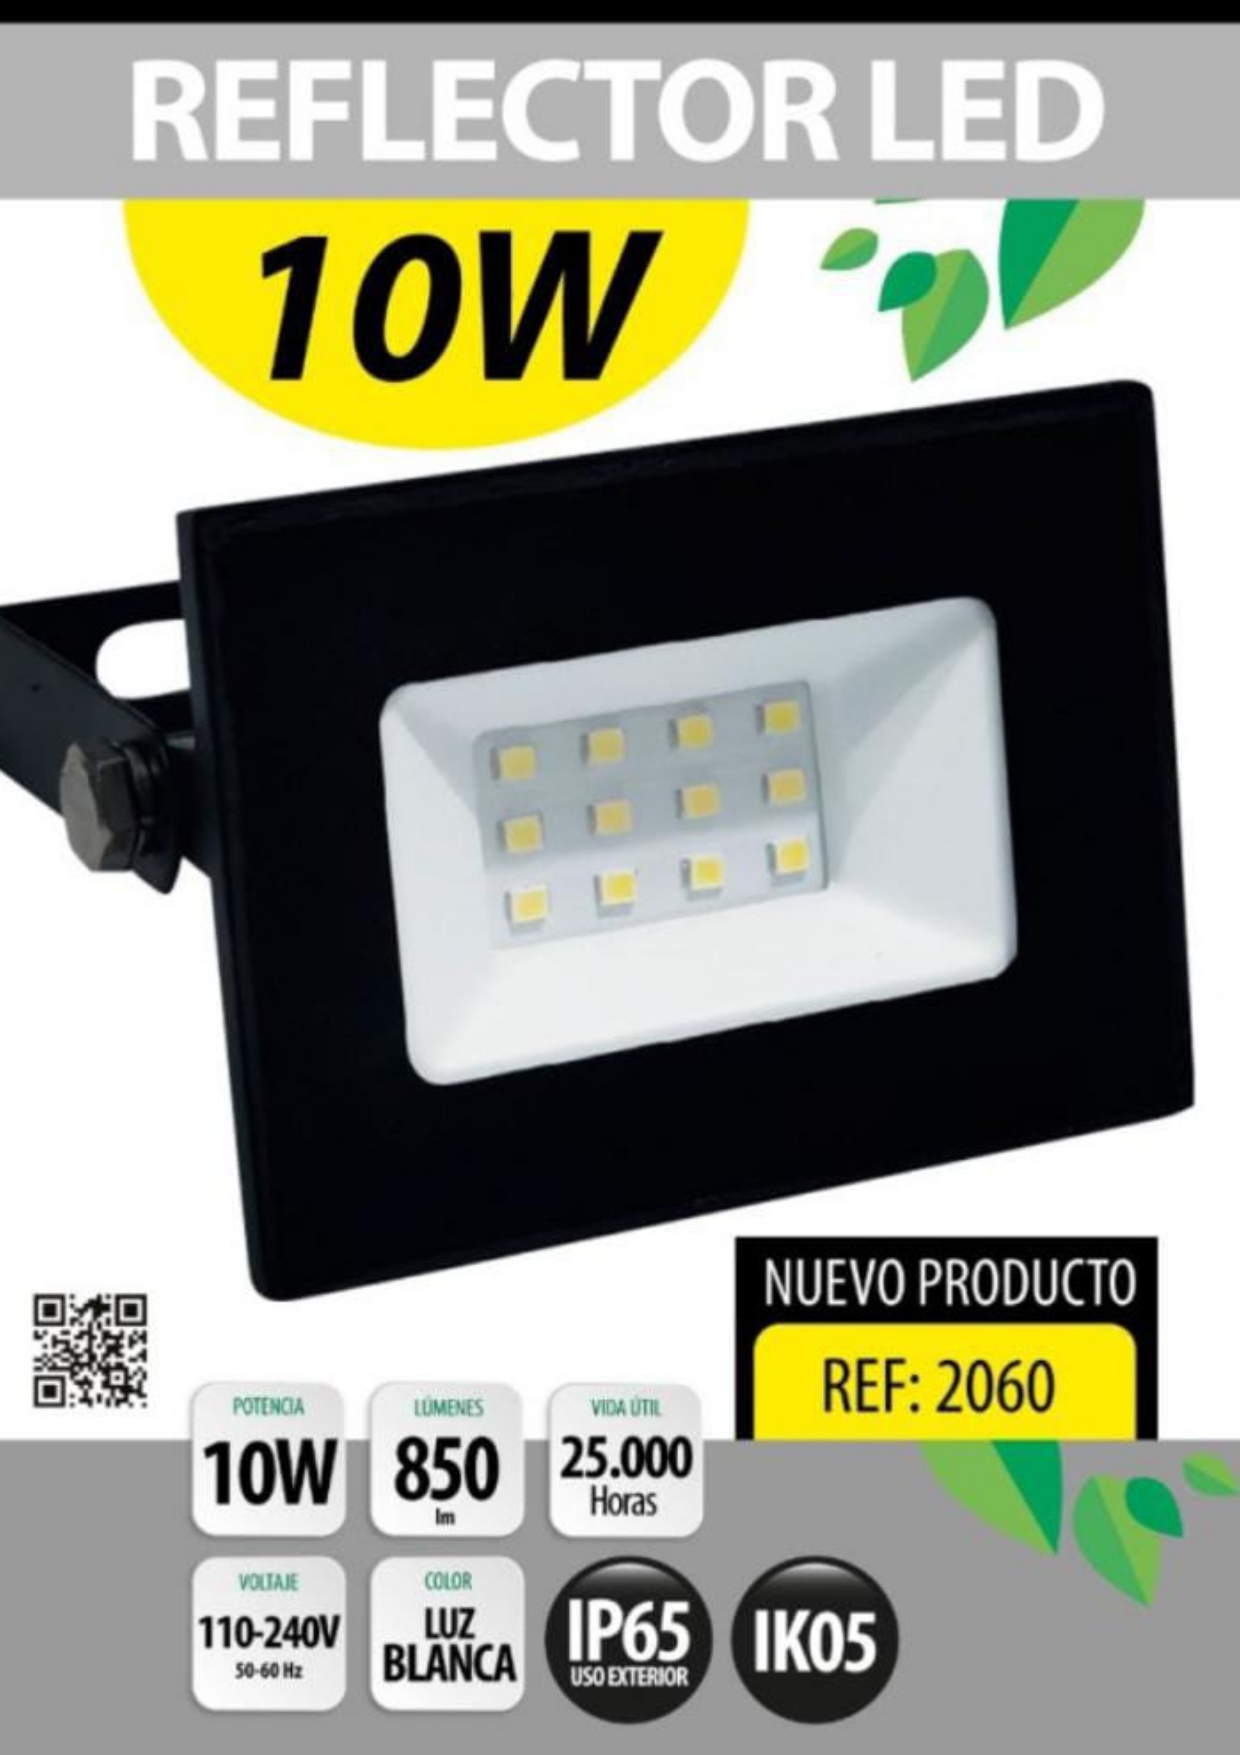 REFLECTOR LED
10W
NUEVO PRODUCTO
REF: 2060
POTENCIA
10W
LÚMENES
850
lm
VIDA ÚTIL
25.000
Horas
VOLTAJE
110-240V
50-60 Hz
COLOR
LUZ
BLANCA
IP65
USO EXTERIOR
IK05